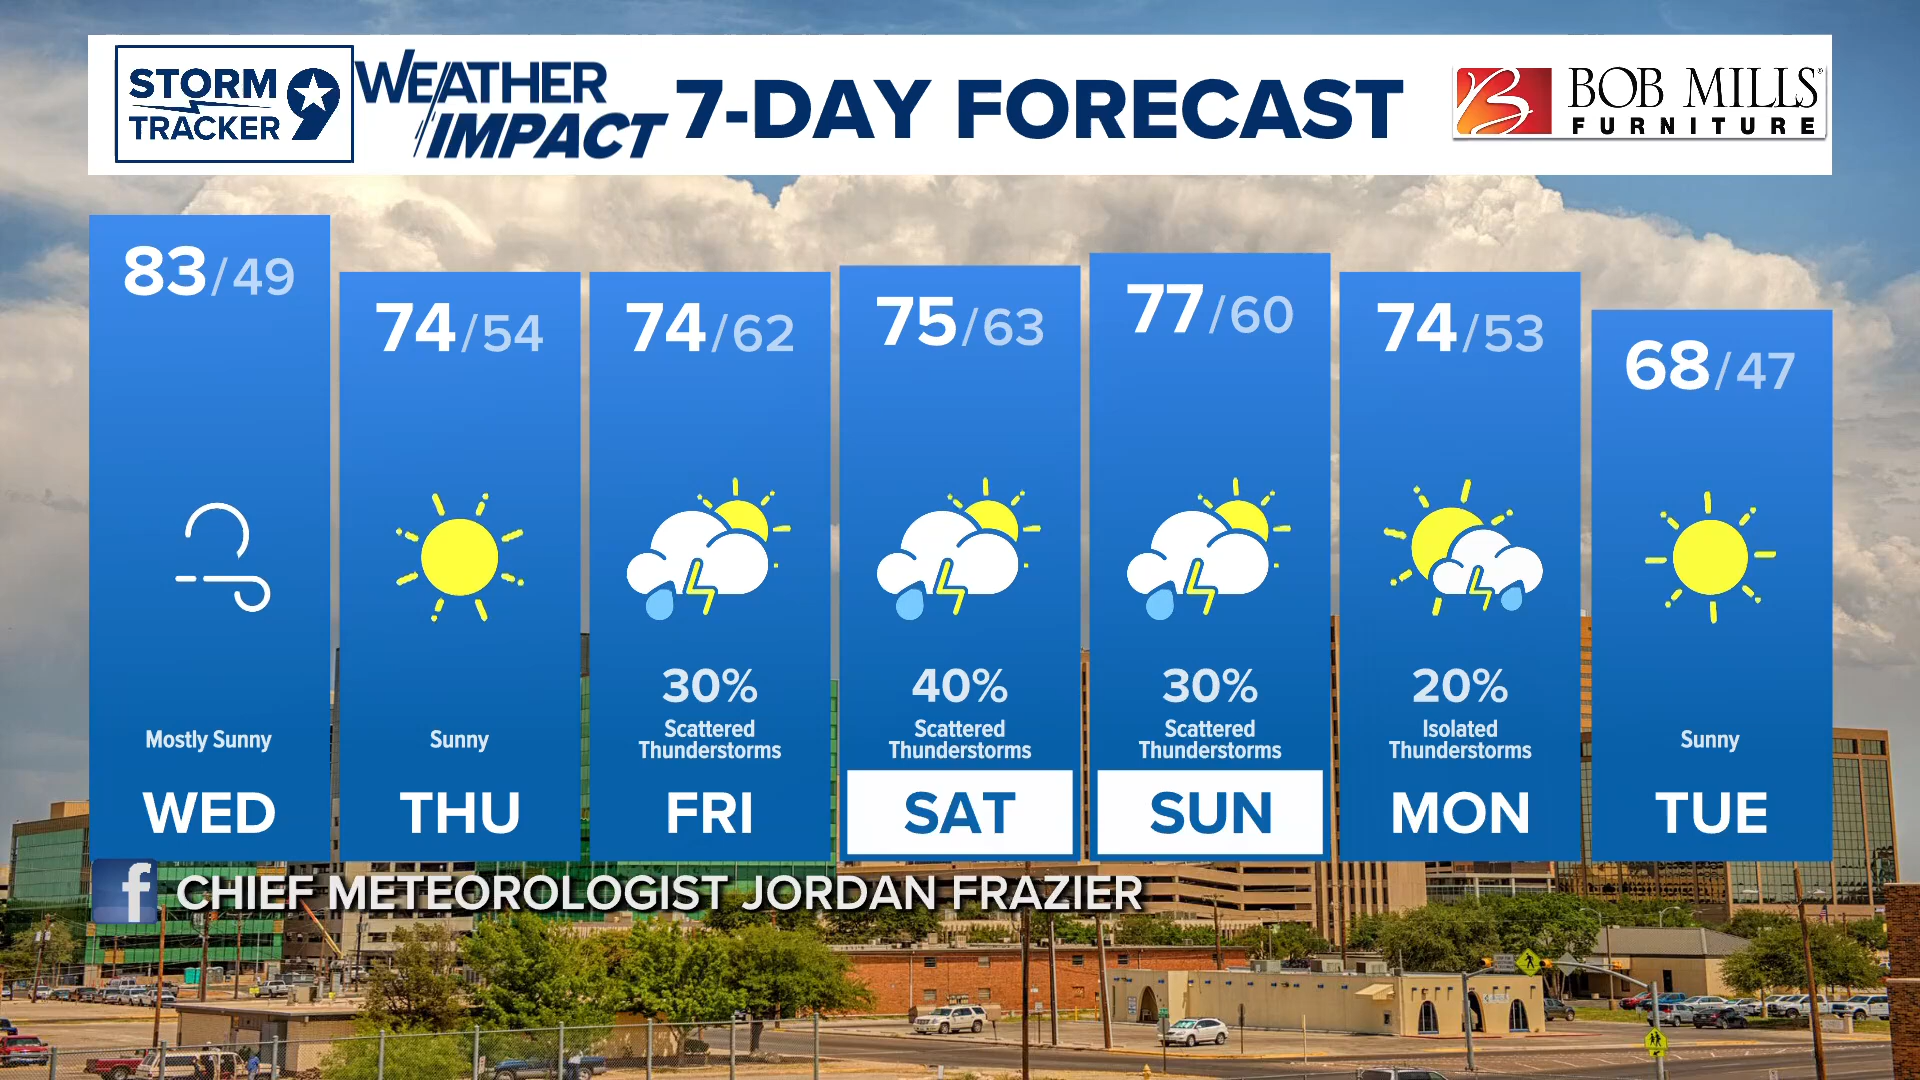 STORM
TRACKER 9
WEATHER
IMPACT
7-DAY FORECAST
BOB MILLS®
FURNITURE
83/49
74/54
74/62
75/63
77/60
74/53
68/47
30%
40%
30%
20%
Mostly Sunny
Sunny
Scattered
Thunderstorms
Scattered
Thunderstorms
Scattered
Thunderstorms
Isolated
Thunderstorms
Sunny
WED
THU
FRI
SAT
SUN
MON
TUE
f CHIEF METEOROLOGIST JORDAN FRAZIER